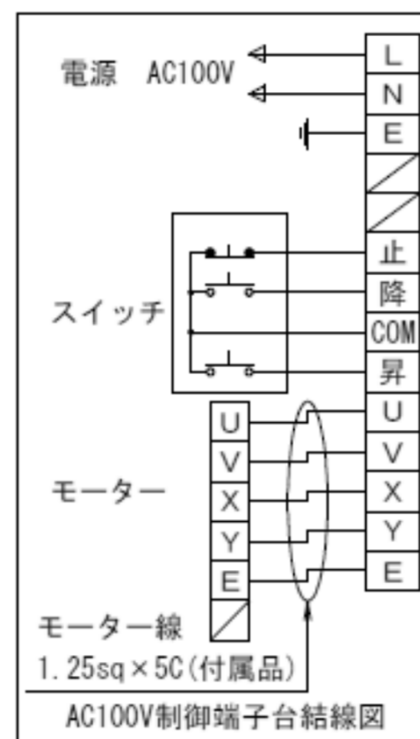 電源 AC100V
L
N
E
止
降
COM
昇
U
V
X
Y
E
スイッチ
モーター
U
V
X
Y
E
モーター線
1.25sq×5C(付属品)
AC100V制御端子台結線図